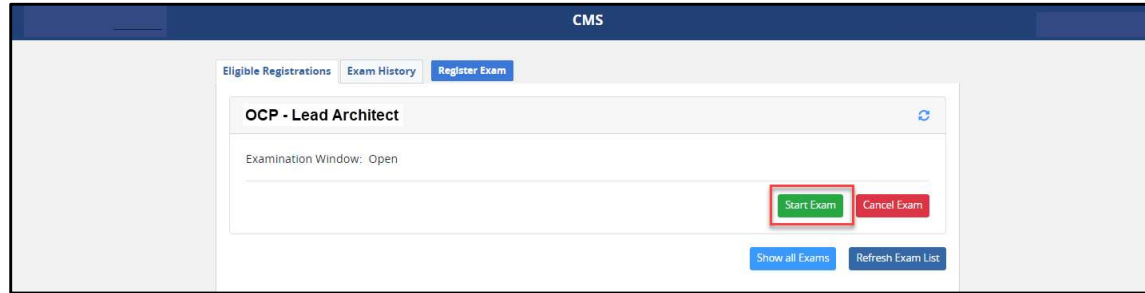 CMS
Eligible Registrations Exam History Register Exam
OCP - Lead Architect
Examination Window: Open
Start Exam Cancel Exam
Show all Exams Refresh Exam List